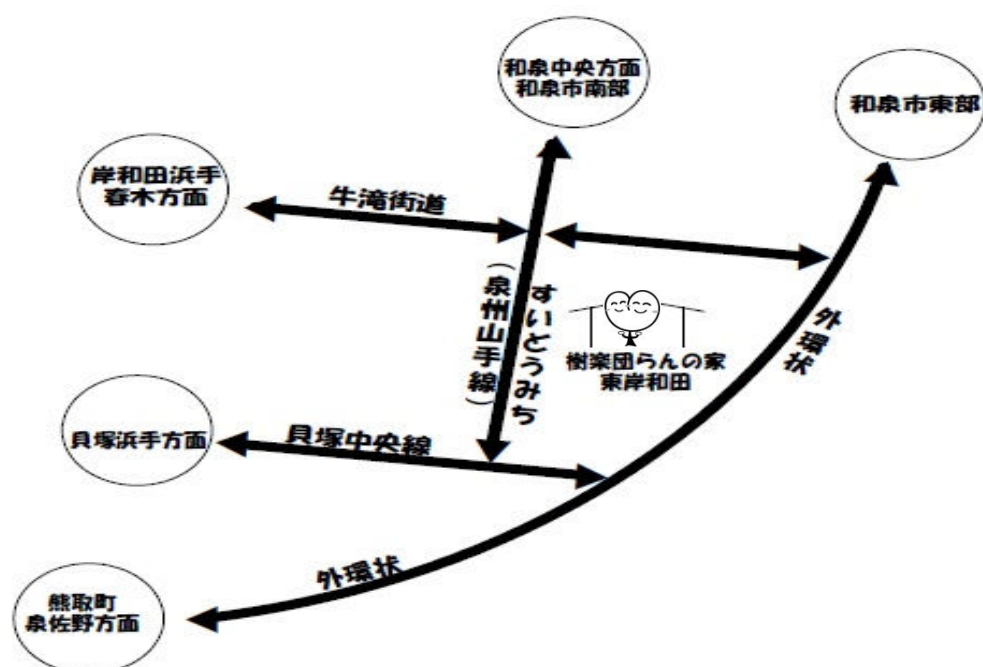 和泉中央方面
和泉市南部
和泉市東部
岸和田浜手
春木方面
牛滝街道
すいとうみち
(泉州山手線)
外環状
樹楽団らんの家
東岸和田
貝塚浜手方面
貝塚中央線
外環状
熊取町
泉佐野方面